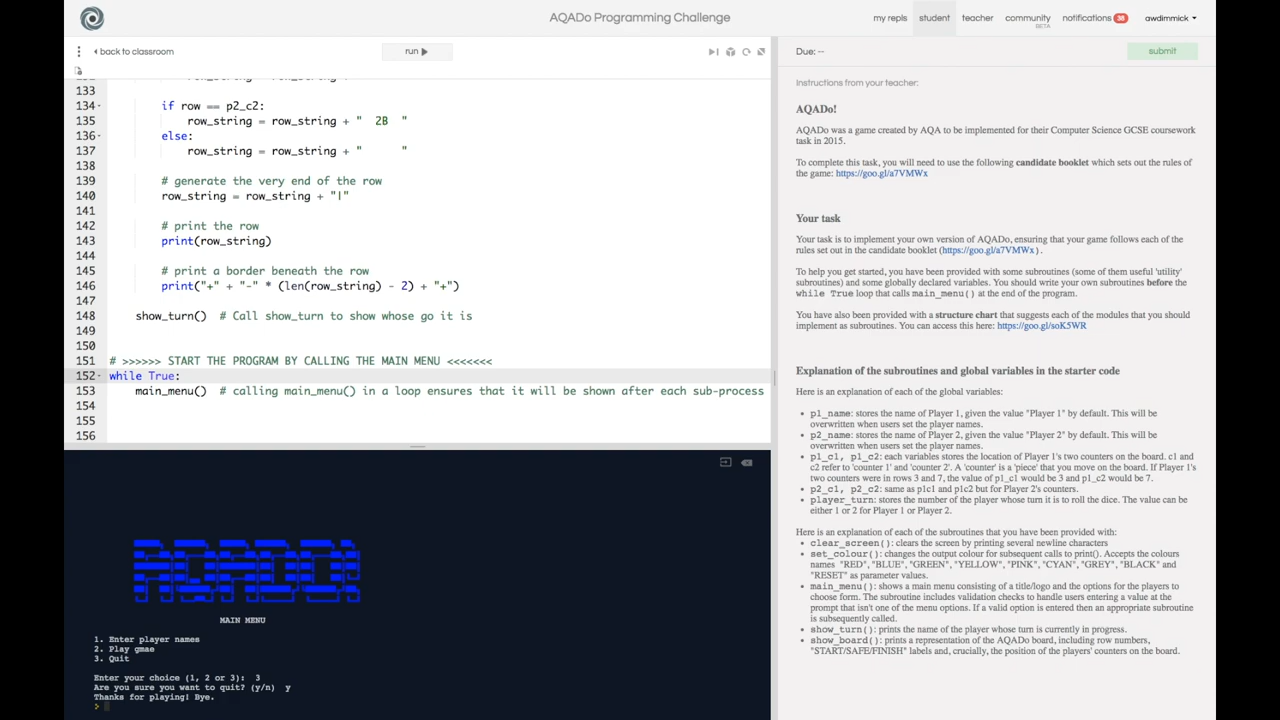 AQADo Programming Challenge
my repls
student
teacher
community
BETA
notifications 36
awdimmick
back to classroom
run
Due: --
submit
133
134 if row == p2_c2:
135 row_string = row_string + "  2B  "
136 else:
137 row_string = row_string + "      "
138
139 # generate the very end of the row
140 row_string = row_string + "|"
141
142 # print the row
143 print(row_string)
144
145 # print a border beneath the row
146 print("+" + "-" * (len(row_string) - 2) + "+")
147
148 show_turn()  # Call show_turn to show whose go it is
149
150
151 # >>>>>> START THE PROGRAM BY CALLING THE MAIN MENU <<<<<<<
152 while True:
153 main_menu()  # calling main_menu() in a loop ensures that it will be shown after each sub-process
154
155
156
AQADO
MAIN MENU
1. Enter player names
2. Play gmae
3. Quit
Enter your choice (1, 2 or 3):  3
Are you sure you want to quit? (y/n)  y
Thanks for playing! Bye.
>
Instructions from your teacher:
AQADo!
AQADo was a game created by AQA to be implemented for their Computer Science GCSE coursework
task in 2015.
To complete this task, you will need to use the following candidate booklet which sets out the rules of
the game: https://goo.gl/a7VMWx
Your task
Your task is to implement your own version of AQADo, ensuring that your game follows each of the
rules set out in the candidate booklet (https://goo.gl/a7VMWx).
To help you get started, you have been provided with some subroutines (some of them useful 'utility'
subroutines) and some globally declared variables. You should write your own subroutines before the
while True loop that calls main_menu() at the end of the program.
You have also been provided with a structure chart that suggests each of the modules that you should
implement as subroutines. You can access this here: https://goo.gl/soK5WR
Explanation of the subroutines and global variables in the starter code
Here is an explanation of each of the global variables:
p1_name: stores the name of Player 1, given the value "Player 1" by default. This will be
overwritten when users set the player names.
p2_name: stores the name of Player 2, given the value "Player 2" by default. This will be
overwritten when users set the player names.
p1_c1, p1_c2: each variables stores the location of Player 1's two counters on the board. c1 and
c2 refer to 'counter 1' and 'counter 2'. A 'counter' is a 'piece' that you move on the board. If Player 1's
two counters were in rows 3 and 7, the value of p1_c1 would be 3 and p1_c2 would be 7.
p2_c1, p2_c2: same as p1c1 and p1c2 but for Player 2's counters.
player_turn: stores the number of the player whose turn it is to roll the dice. The value can be
either 1 or 2 for Player 1 or Player 2.
Here is an explanation of each of the subroutines that you have been provided with:
clear_screen(): clears the screen by printing several newline characters
set_colour(): changes the output colour for subsequent calls to print(). Accepts the colours
names "RED", "BLUE", "GREEN", "YELLOW", "PINK", "CYAN", "GREY", "BLACK" and
"RESET" as parameter values.
main_menu(): shows a main menu consisting of a title/logo and the options for the players to
choose form. The subroutine includes validation checks to handle users entering a value at the
prompt that isn't one of the menu options. If a valid option is entered then an appropriate subroutine
is subsequently called.
show_turn(): prints the name of the player whose turn is currently in progress.
show_board(): prints a representation of the AQADo board, including row numbers,
"START/SAFE/FINISH" labels and, crucially, the position of the players' counters on the board.